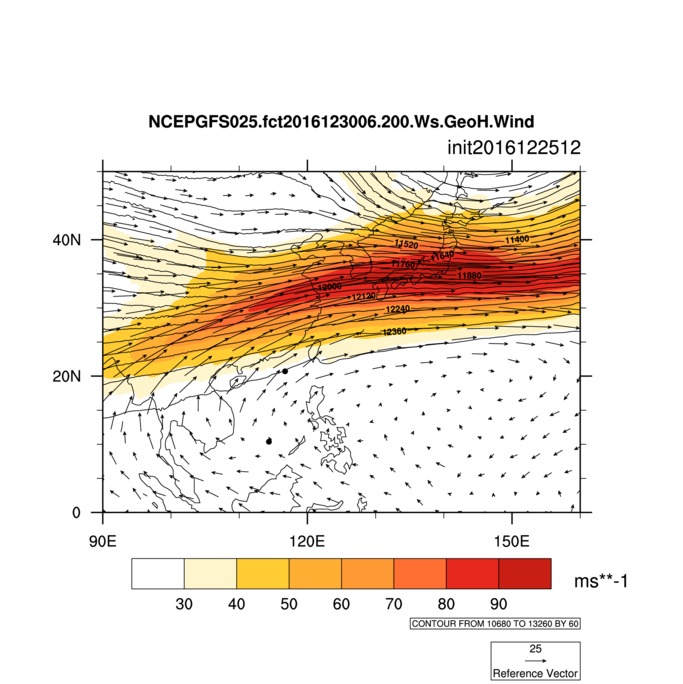 NCEPGFS025.fct2016123006.200.Ws.GeoH.Wind
init2016122512
40N
20N
0
11520
11400
11640
11760
11880
12000
12120
12240
12360
90E
120E
150E
ms**-1
30 40 50 60 70 80 90
CONTOUR FROM 10680 TO 13260 BY 60
25
Reference Vector